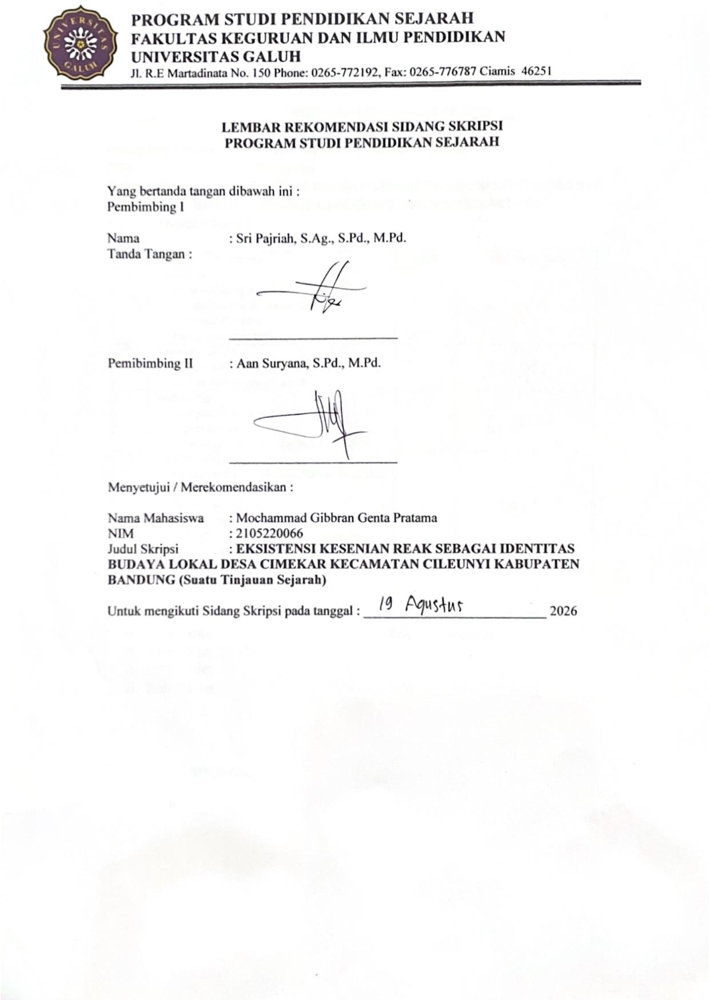 UNIVERSITAS
GALUH
PROGRAM STUDI PENDIDIKAN SEJARAH
FAKULTAS KEGURUAN DAN ILMU PENDIDIKAN
UNIVERSITAS GALUH
Jl. R.E Martadinata No. 150 Phone: 0265-772192, Fax: 0265-776787 Ciamis 46251
LEMBAR REKOMENDASI SIDANG SKRIPSI
PROGRAM STUDI PENDIDIKAN SEJARAH
Yang bertanda tangan dibawah ini :
Pembimbing I
Nama : Sri Pajriah, S.Ag., S.Pd., M.Pd.
Tanda Tangan :
Pemibimbing II : Aan Suryana, S.Pd., M.Pd.
Menyetujui / Merekomendasikan :
Nama Mahasiswa : Mochammad Gibbran Genta Pratama
NIM : 2105220066
Judul Skripsi : EKSISTENSI KESENIAN REAK SEBAGAI IDENTITAS
BUDAYA LOKAL DESA CIMEKAR KECAMATAN CILEUNYI KABUPATEN
BANDUNG (Suatu Tinjauan Sejarah)
Untuk mengikuti Sidang Skripsi pada tanggal : 19 Agustus 2026